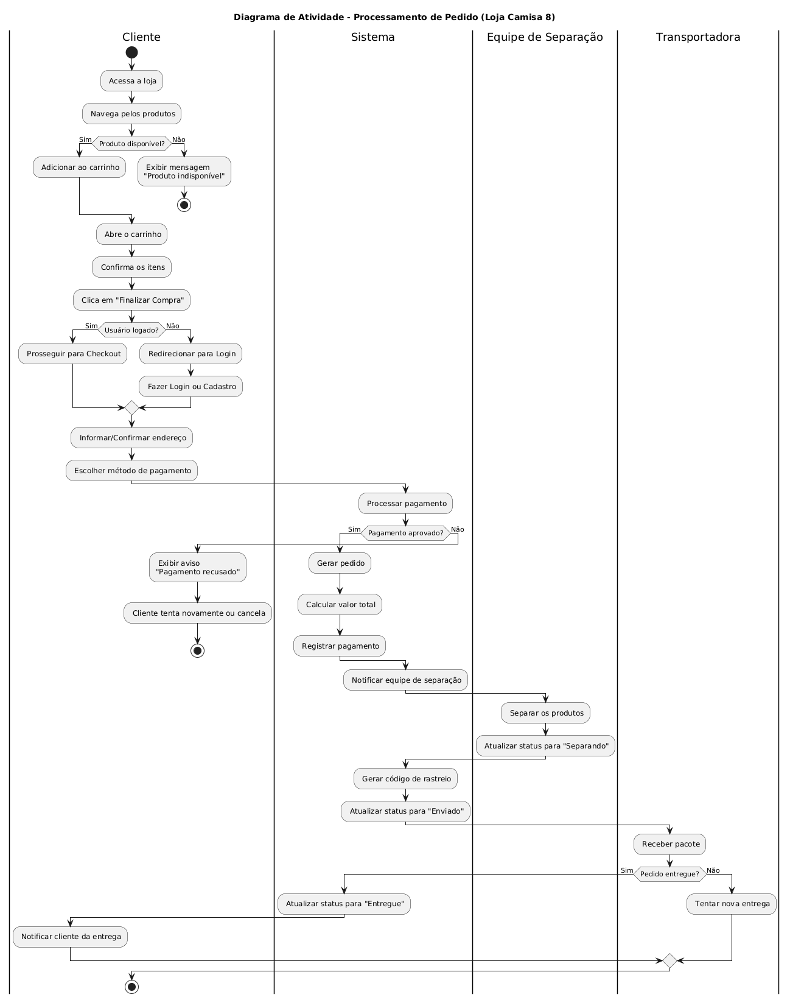 Diagrama de Atividade - Processamento de Pedido (Loja Camisa 8)
Cliente
Sistema
Equipe de Separação
Transportadora
Acessa a loja
Navega pelos produtos
Sim
Produto disponível?
Não
Adicionar ao carrinho
Exibir mensagem
"Produto indisponível"
Abre o carrinho
Confirma os itens
Clica em "Finalizar Compra"
Sim
Usuário logado?
Não
Prosseguir para Checkout
Redirecionar para Login
Fazer Login ou Cadastro
Informar/Confirmar endereço
Escolher método de pagamento
Processar pagamento
Sim
Pagamento aprovado?
Não
Exibir aviso
"Pagamento recusado"
Gerar pedido
Calcular valor total
Cliente tenta novamente ou cancela
Registrar pagamento
Notificar equipe de separação
Separar os produtos
Atualizar status para "Separando"
Gerar código de rastreio
Atualizar status para "Enviado"
Receber pacote
Sim
Pedido entregue?
Não
Atualizar status para "Entregue"
Tentar nova entrega
Notificar cliente da entrega